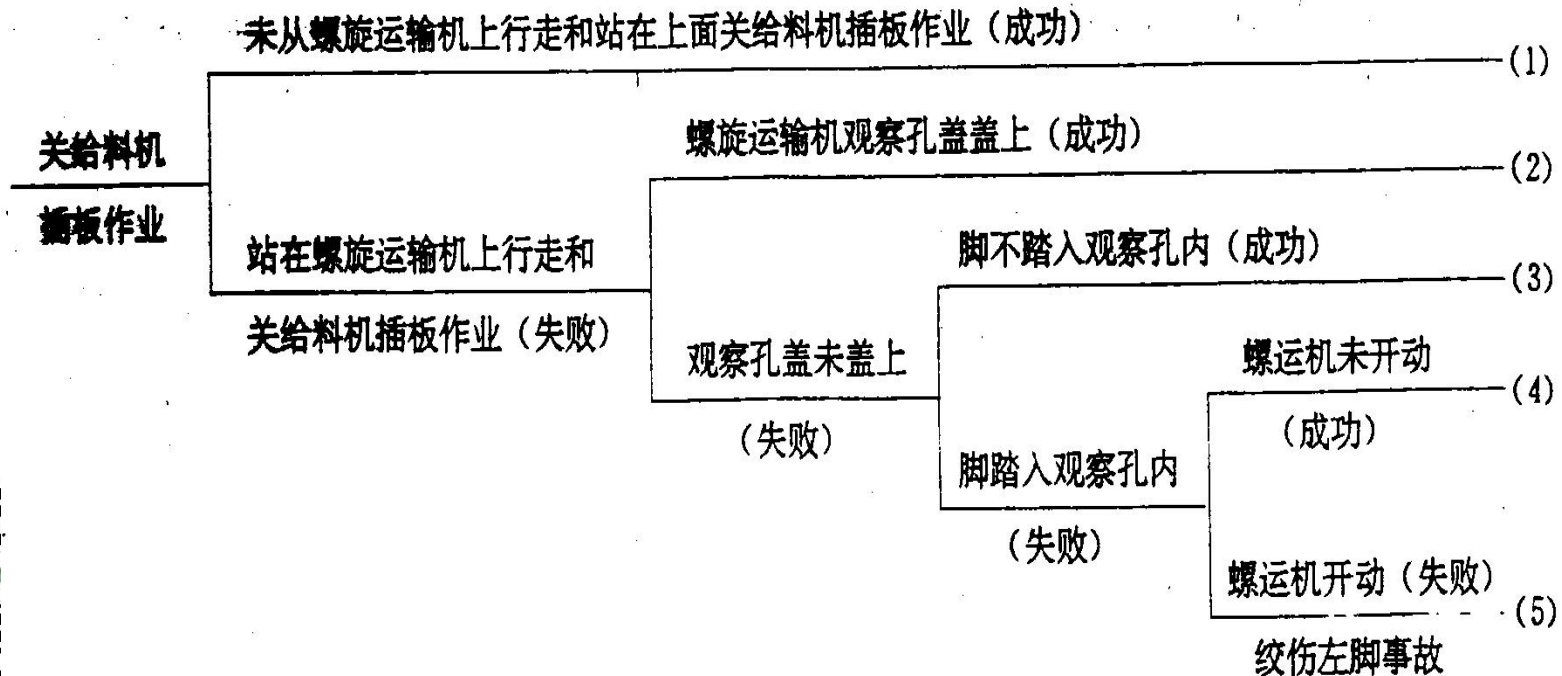 未从螺旋运输机上行走和站在上面关给料机插板作业（成功）
(1)
关给料机
插板作业
螺旋运输机观察孔盖盖上（成功）
(2)
站在螺旋运输机上行走和
关给料机插板作业（失败）
脚不踏入观察孔内（成功）
(3)
观察孔盖未盖上
（失败）
螺运机未开动
(4)
（成功）
脚踏入观察孔内
（失败）
螺运机开动（失败）
(5)
绞伤左脚事故